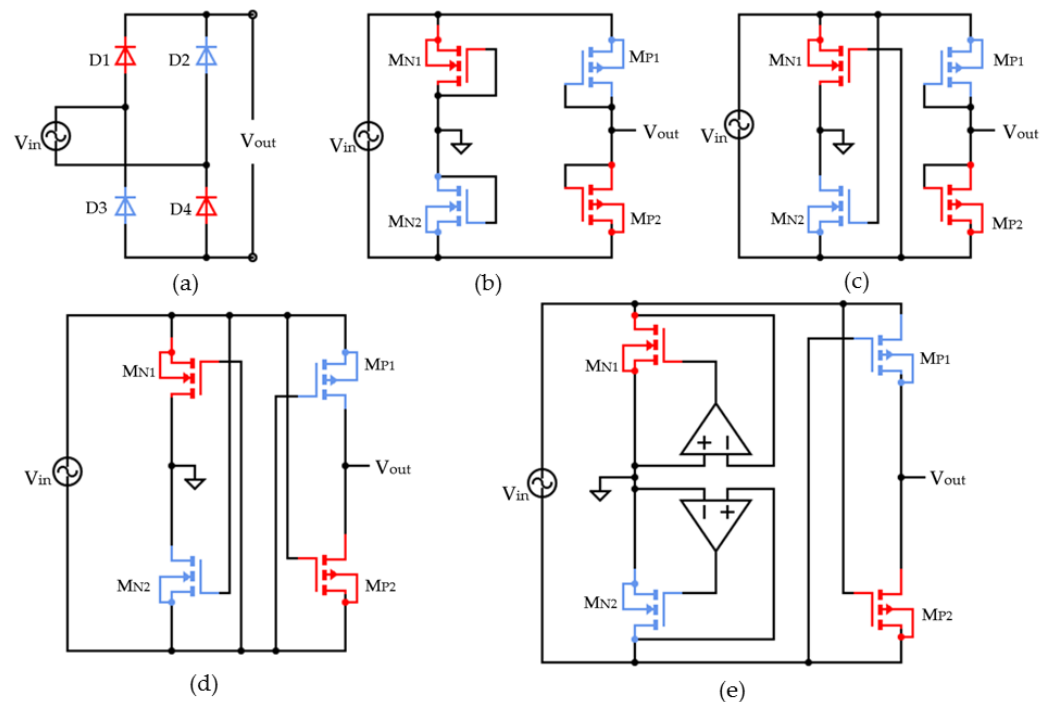 D1
D2
Vin
Vout
D3
D4
(a)
MN1
MP1
Vin
Vout
MN2
MP2
(b)
MN1
MP1
Vin
Vout
MN2
MP2
(c)
MN1
MP1
Vin
Vout
MN2
MP2
(d)
MN1
MP1
+ −
Vin
Vout
− +
MN2
MP2
(e)